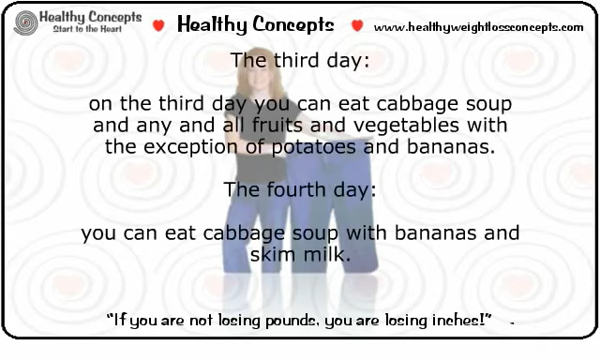 Healthy Concepts
Start to the Heart
Healthy Concepts
www.healthyweightlossconcepts.com
The third day:
on the third day you can eat cabbage soup
and any and all fruits and vegetables with
the exception of potatoes and bananas.
The fourth day:
you can eat cabbage soup with bananas and
skim milk.
“If you are not losing pounds, you are losing inches!”